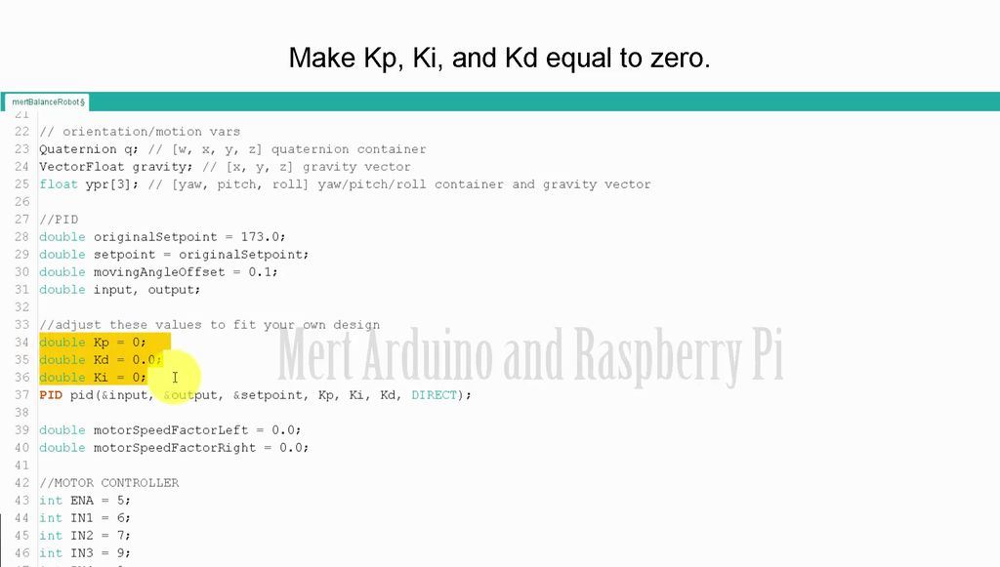 Make Kp, Ki, and Kd equal to zero.
mertBalanceRobot §
21
22 // orientation/motion vars
23 Quaternion q; // [w, x, y, z] quaternion container
24 VectorFloat gravity; // [x, y, z] gravity vector
25 float ypr[3]; // [yaw, pitch, roll] yaw/pitch/roll container and gravity vector
26
27 //PID
28 double originalSetpoint = 173.0;
29 double setpoint = originalSetpoint;
30 double movingAngleOffset = 0.1;
31 double input, output;
32
33 //adjust these values to fit your own design
34 double Kp = 0;
35 double Kd = 0.0;
36 double Ki = 0;
Mert Arduino and Raspberry Pi
37 PID pid(&input, &output, &setpoint, Kp, Ki, Kd, DIRECT);
38
39 double motorSpeedFactorLeft = 0.0;
40 double motorSpeedFactorRight = 0.0;
41
42 //MOTOR CONTROLLER
43 int ENA = 5;
44 int IN1 = 6;
45 int IN2 = 7;
46 int IN3 = 9;